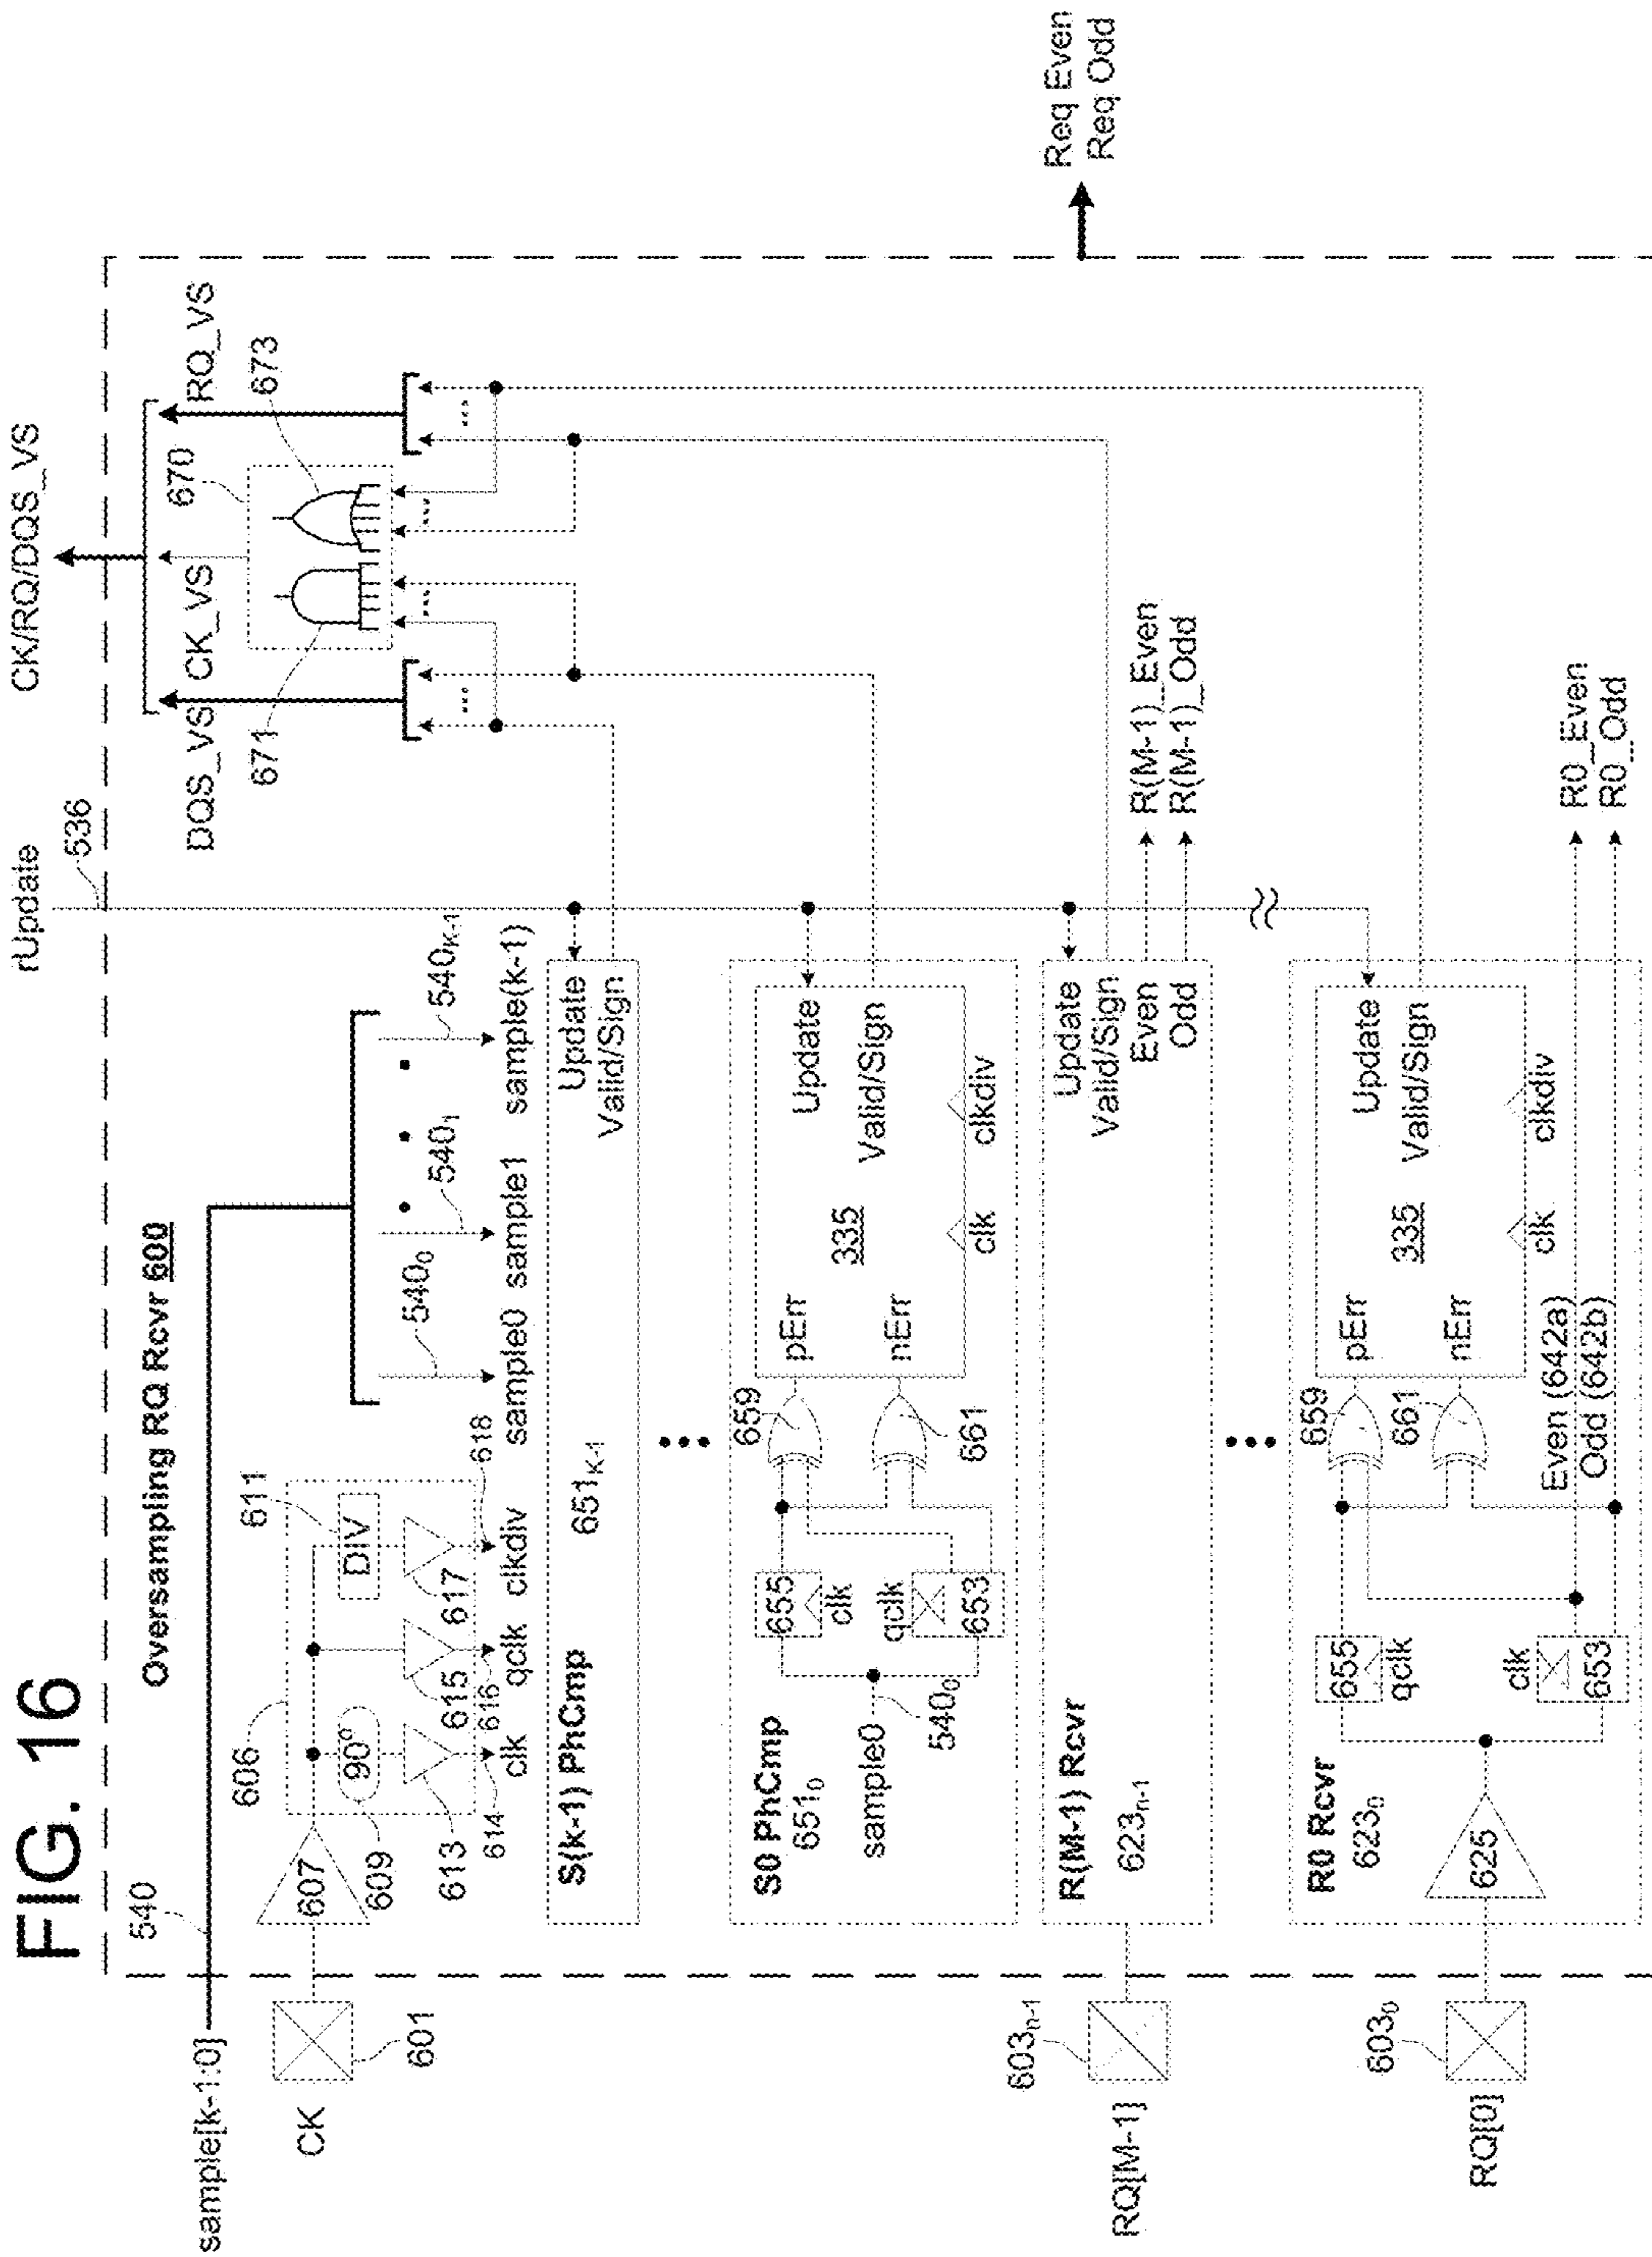 FIG. 16
sample[k-1:0]
540
Oversampling RQ Rcvr 600
rUpdate
536
CK/RQ/DQS_VS
DQS_VS
CK_VS
RQ_VS
670
671
673
CK
601
607
606
609
90°
611
DIV
613
615
617
614
616
618
clk
qclk
clkdiv
540₀
540₁
540K-1
sample0
sample1
sample(k-1)
S(k-1) PhCmp
651K-1
Update
Valid/Sign
S0 PhCmp
651₀
sample0
540₀
655
clk
qclk
653
659
661
pErr
nErr
335
Update
Valid/Sign
clk
clkdiv
RQ[M-1]
603n-1
R(M-1) Rcvr
623n-1
Update
Valid/Sign
Even
Odd
R(M-1)_Even
R(M-1)_Odd
Req Even
Req Odd
RQ[0]
603₀
R0 Rcvr
623₀
625
655
qclk
clk
653
659
661
pErr
nErr
335
Update
Valid/Sign
clk
clkdiv
Even (642a)
Odd (642b)
R0_Even
R0_Odd